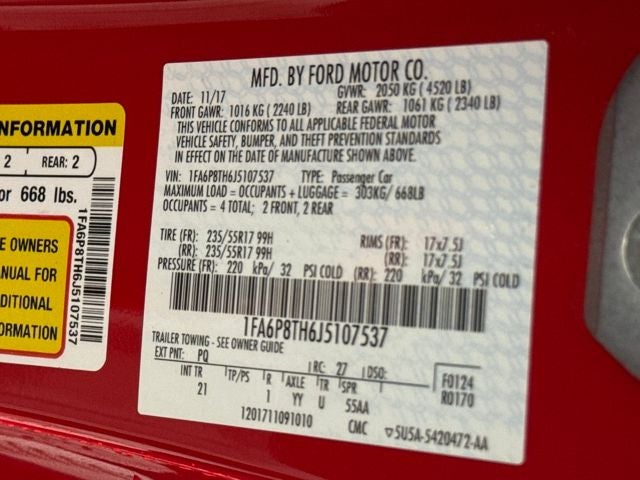 INFORMATION
2 REAR: 2
or 668 lbs.
E OWNERS
ANUAL FOR
DITIONAL
NFORMATION
1FA6P8TH6J5107537
MFD. BY FORD MOTOR CO.
DATE: 11/17 GVWR: 2050 KG ( 4520 LB)
FRONT GAWR: 1016 KG ( 2240 LB) REAR GAWR: 1061 KG ( 2340 LB)
THIS VEHICLE CONFORMS TO ALL APPLICABLE FEDERAL MOTOR
VEHICLE SAFETY, BUMPER, AND THEFT PREVENTION STANDARDS
IN EFFECT ON THE DATE OF MANUFACTURE SHOWN ABOVE.
VIN: 1FA6P8TH6J5107537 TYPE: Passenger Car
MAXIMUM LOAD = OCCUPANTS + LUGGAGE = 303KG/ 668LB
OCCUPANTS = 4 TOTAL; 2 FRONT, 2 REAR
TIRE (FR): 235/55R17 99H RIMS (FR): 17x7.5J
(RR): 235/55R17 99H (RR): 17x7.5J
PRESSURE (FR): 220 kPa/ 32 PSI COLD (RR): 220 kPa/ 32 PSI COLD
1FA6P8TH6J5107537
TRAILER TOWING - SEE OWNER GUIDE
EXT PNT: PQ RC: 27 DSO: F0124
INT TR TP/PS R AXLE TR SPR R0170
21 1 YY U 55AA
1201711091010 CMC ▽5U5A-5420472-AA